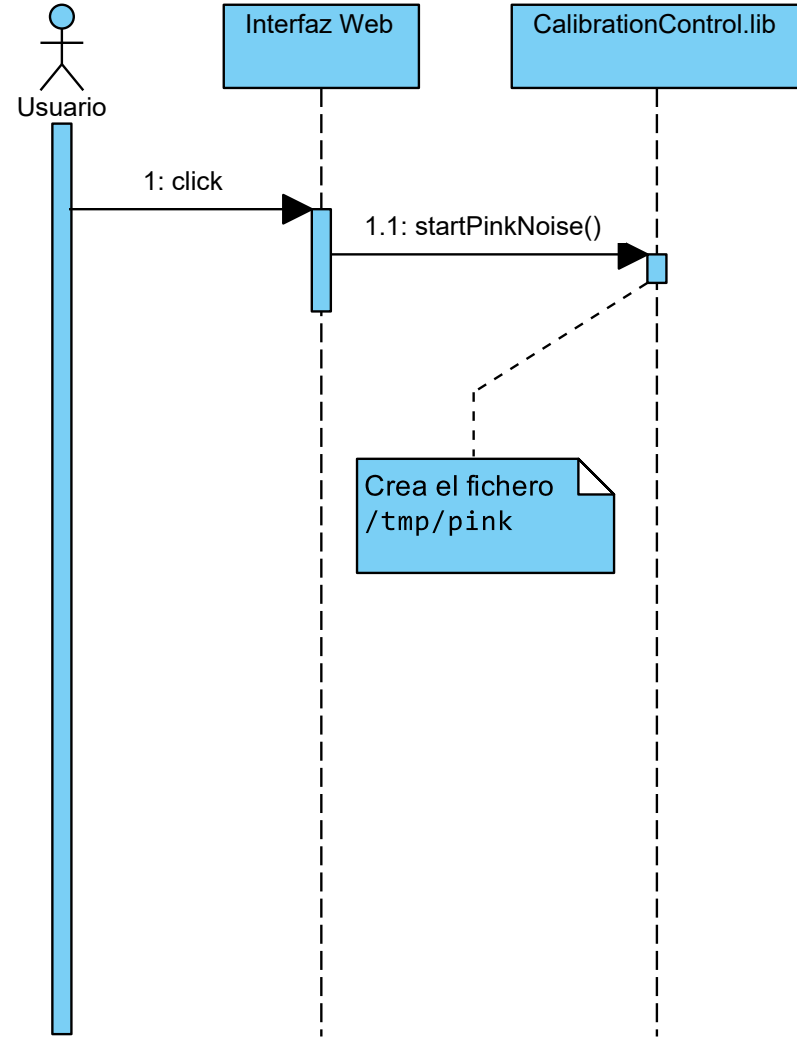 Interfaz Web
CalibrationControl.lib
Usuario
1: click
1.1: startPinkNoise()
Crea el fichero
/tmp/pink